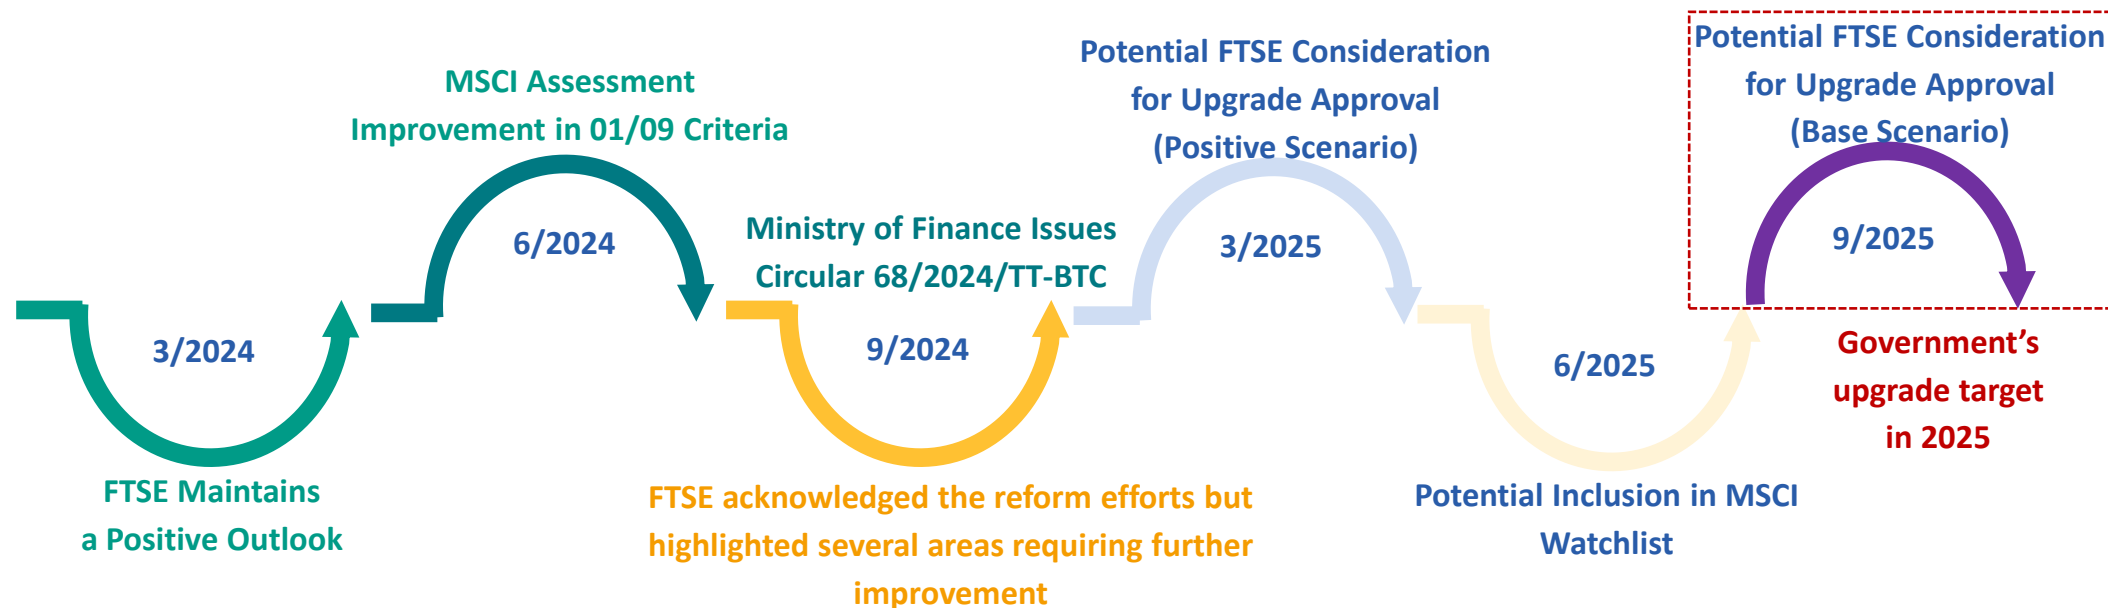 FTSE Maintains
a Positive Outlook
3/2024
MSCI Assessment
Improvement in 01/09 Criteria
6/2024
Ministry of Finance Issues
Circular 68/2024/TT-BTC
9/2024
FTSE acknowledged the reform efforts but
highlighted several areas requiring further
improvement
Potential FTSE Consideration
for Upgrade Approval
(Positive Scenario)
3/2025
6/2025
Potential Inclusion in MSCI
Watchlist
Potential FTSE Consideration
for Upgrade Approval
(Base Scenario)
9/2025
Government’s
upgrade target
in 2025